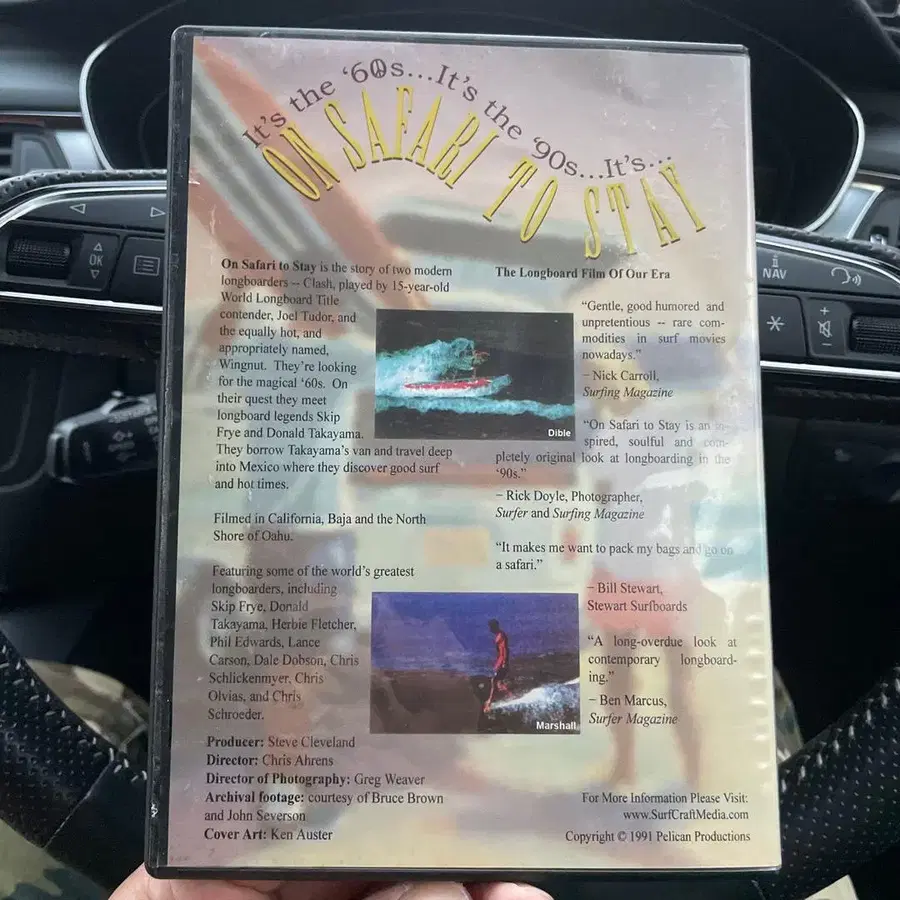 It's the '60s...It's the '90s...It's...
ON SAFARI TO STAY
On Safari to Stay is the story of two modern
longboarders -- Clash, played by 15-year-old
World Longboard Title
contender, Joel Tudor, and
the equally hot, and
appropriately named,
Wingnut. They're looking
for the magical '60s. On
their quest they meet
longboard legends Skip
Frye and Donald Takayama.
They borrow Takayama's van and travel deep
into Mexico where they discover good surf
and hot times.
Filmed in California, Baja and the North
Shore of Oahu.
Featuring some of the world's greatest
longboarders, including
Skip Frye, Donald
Takayama, Herbie Fletcher,
Phil Edwards, Lance
Carson, Dale Dobson, Chris
Schlickenmyer, Chris
Olvias, and Chris
Schroeder.
Producer: Steve Cleveland
Director: Chris Ahrens
Director of Photography: Greg Weaver
Archival footage: courtesy of Bruce Brown
and John Severson
Cover Art: Ken Auster
Dible
Marshall
The Longboard Film Of Our Era
"Gentle, good humored and
unpretentious -- rare com-
modities in surf movies
nowadays."
– Nick Carroll,
Surfing Magazine
"On Safari to Stay is an in-
spired, soulful and com-
pletely original look at longboarding in the
'90s."
– Rick Doyle, Photographer,
Surfer and Surfing Magazine
"It makes me want to pack my bags and go on
a safari."
– Bill Stewart,
Stewart Surfboards
"A long-overdue look at
contemporary longboard-
ing."
– Ben Marcus,
Surfer Magazine
For More Information Please Visit:
www.SurfCraftMedia.com
Copyright © 1991 Pelican Productions
OK
NAV